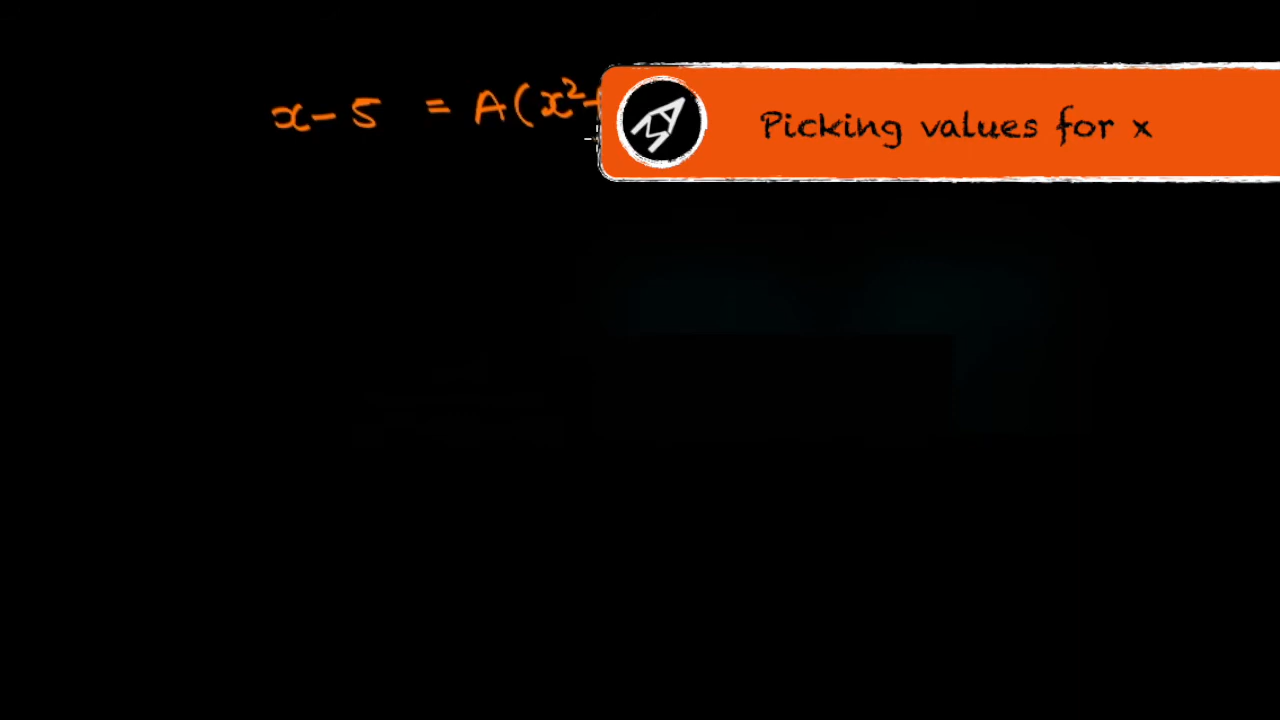 x - 5 = A(x² +
Picking values for x